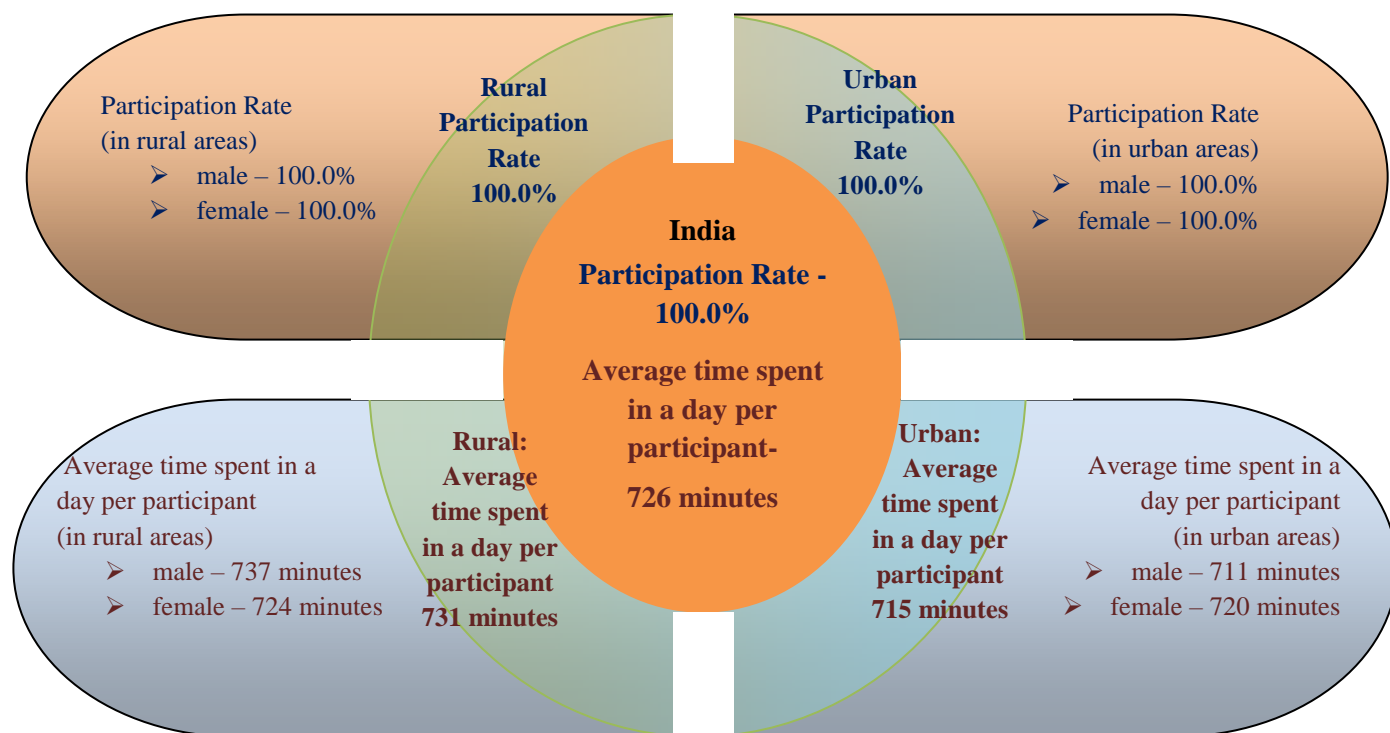 Participation Rate
(in rural areas)
➢ male – 100.0%
➢ female – 100.0%
Rural
Participation
Rate
100.0%
Urban
Participation
Rate
100.0%
Participation Rate
(in urban areas)
➢ male – 100.0%
➢ female – 100.0%
India
Participation Rate -
100.0%
Average time spent
in a day per
participant-
726 minutes
Average time spent in a
day per participant
(in rural areas)
➢ male – 737 minutes
➢ female – 724 minutes
Rural:
Average
time spent
in a day per
participant
731 minutes
Urban:
Average
time spent
in a day per
participant
715 minutes
Average time spent in a
day per participant
(in urban areas)
➢ male – 711 minutes
➢ female – 720 minutes